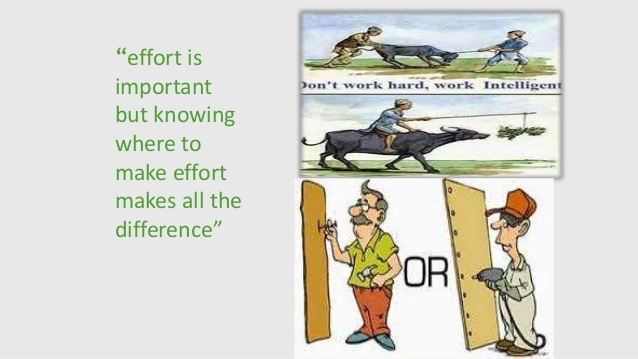 “effort is
important
but knowing
where to
make effort
makes all the
difference”
Don't work hard, work Intelligent
OR